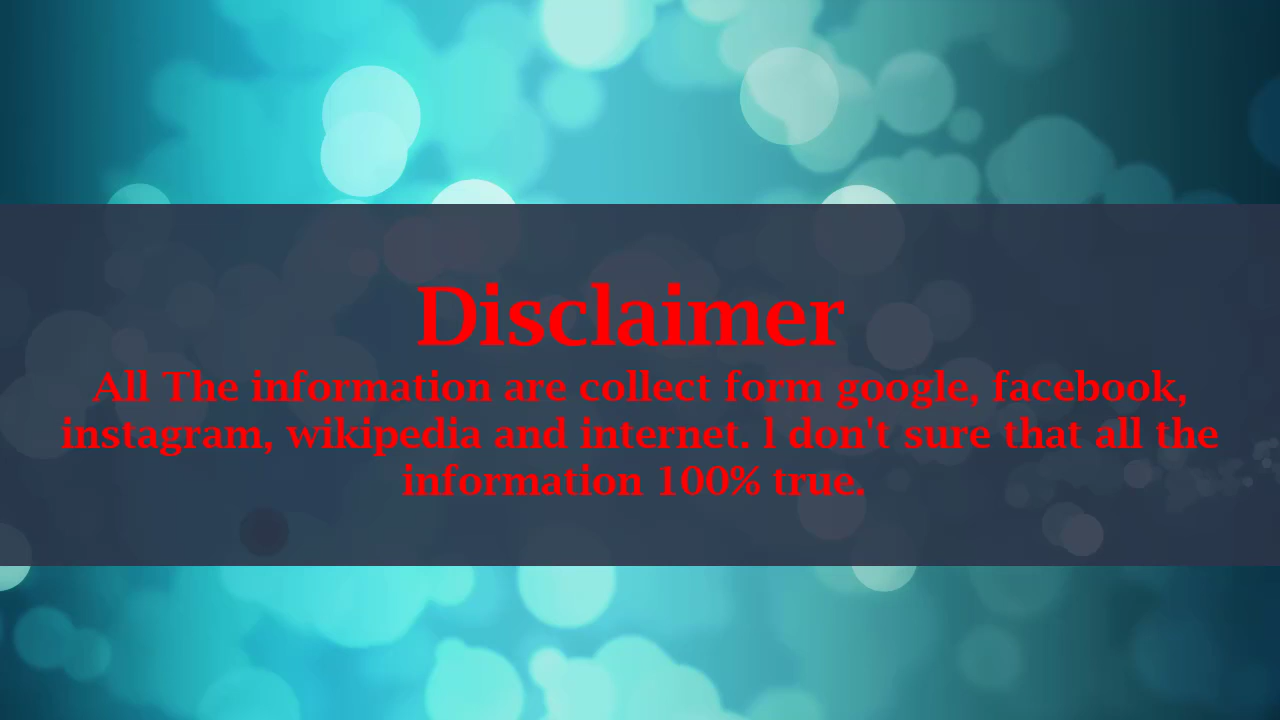 Disclaimer
All The information are collect form google, facebook,
instagram, wikipedia and internet. l don't sure that all the
information 100% true.